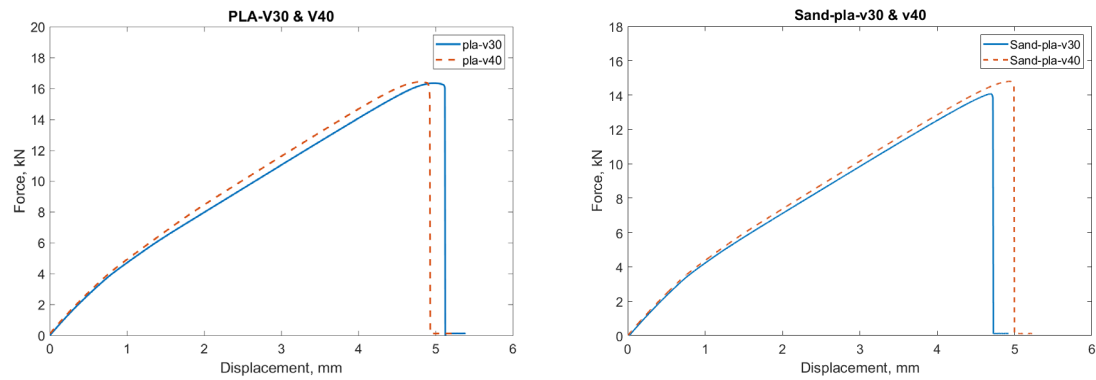 PLA-V30 & V40
20
18
16
14
12
10
8
6
4
2
0
Force, kN
pla-v30
pla-v40
0 1 2 3 4 5 6
Displacement, mm
Sand-pla-v30 & v40
18
16
14
12
10
8
6
4
2
0
Force, kN
Sand-pla-v30
Sand-pla-v40
0 1 2 3 4 5 6
Displacement, mm